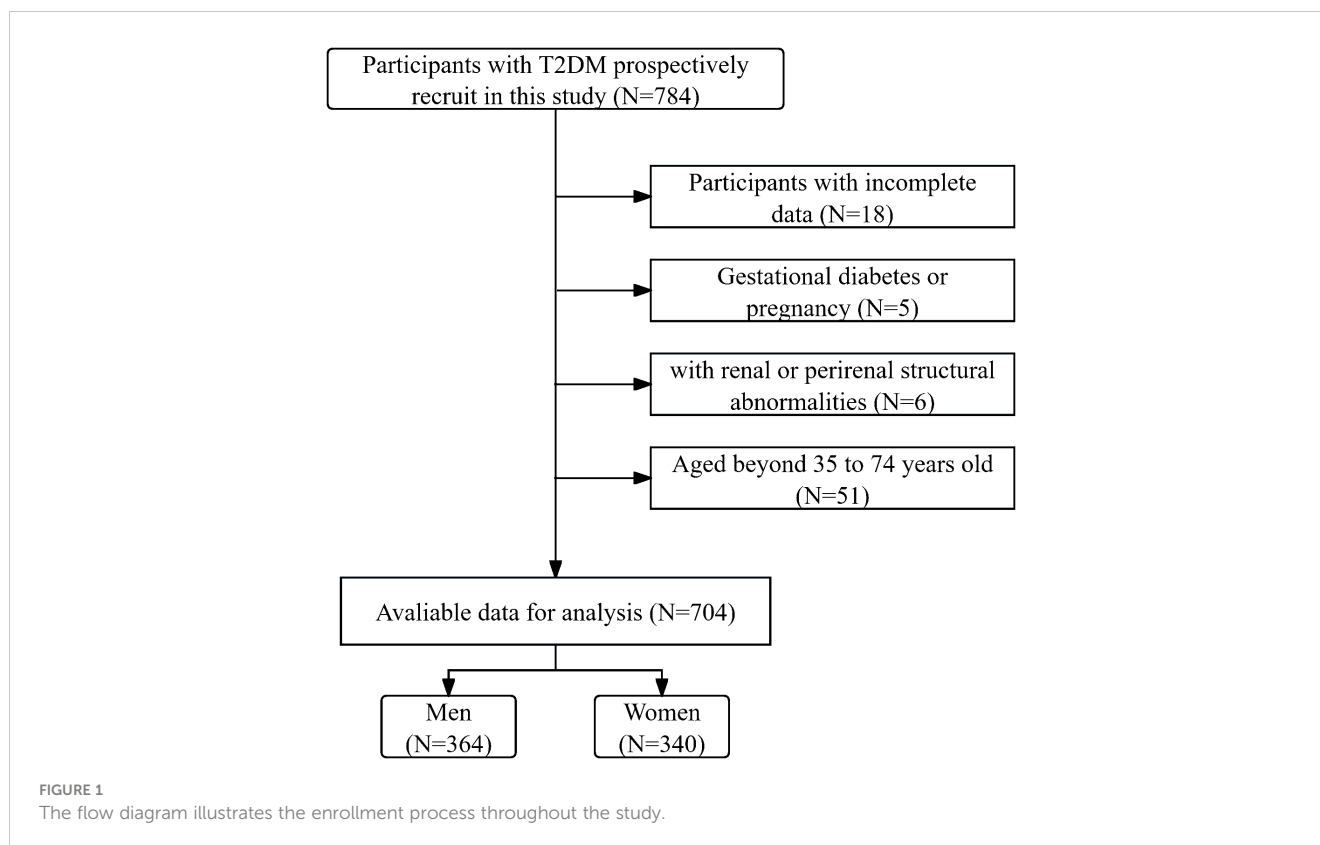 Participants with T2DM prospectively
recruit in this study (N=784)
Participants with incomplete
data (N=18)
Gestational diabetes or
pregnancy (N=5)
with renal or perirenal structural
abnormalities (N=6)
Aged beyond 35 to 74 years old
(N=51)
Avaliable data for analysis (N=704)
Men
(N=364)
Women
(N=340)
FIGURE 1
The flow diagram illustrates the enrollment process throughout the study.